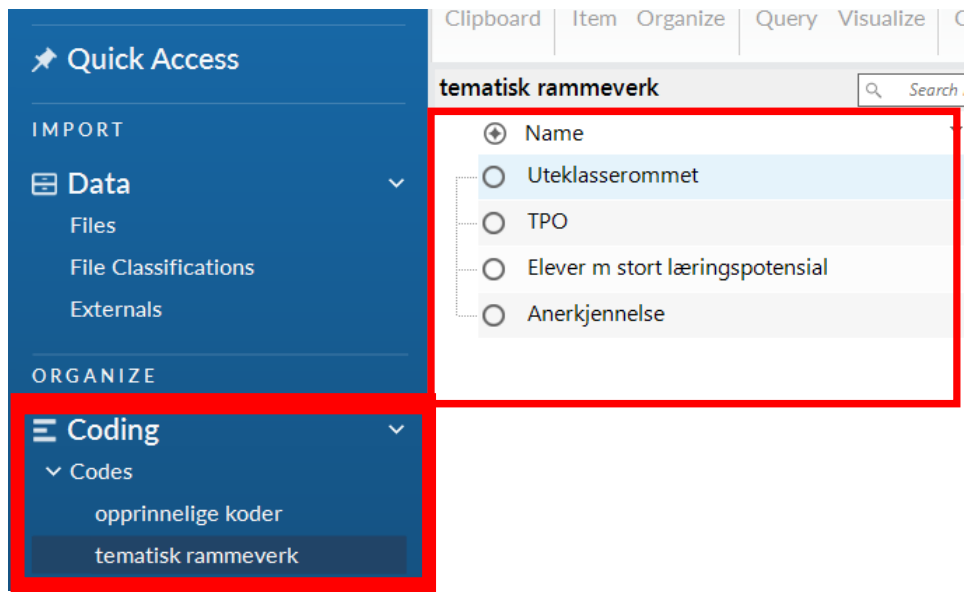 Quick Access
IMPORT
Data
Files
File Classifications
Externals
ORGANIZE
Coding
Codes
opprinnelige koder
tematisk rammeverk
Clipboard Item Organize Query Visualize
tematisk rammeverk
Search
Name
Uteklasserommet
TPO
Elever m stort læringspotensial
Anerkjennelse